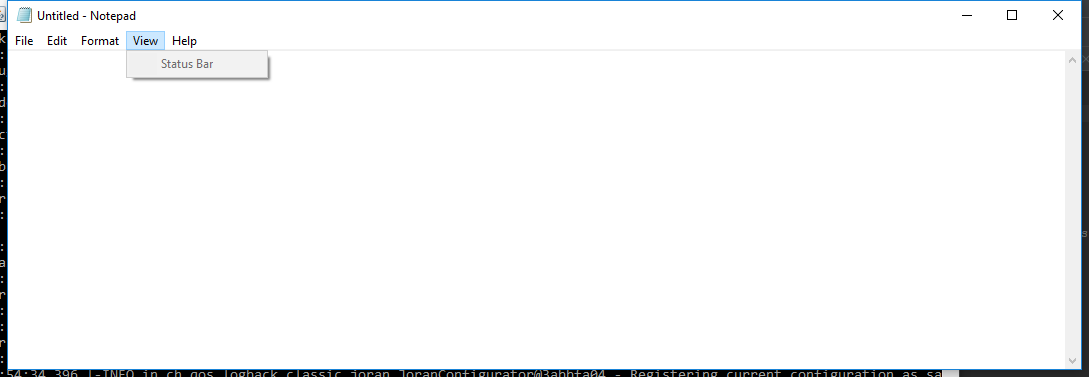 Untitled - Notepad
File Edit Format View Help
Status Bar
:54:34,396 |-INFO in ch.qos.logback.classic.joran.JoranConfigurator@3abbfa04 - Registering current configuration as sa